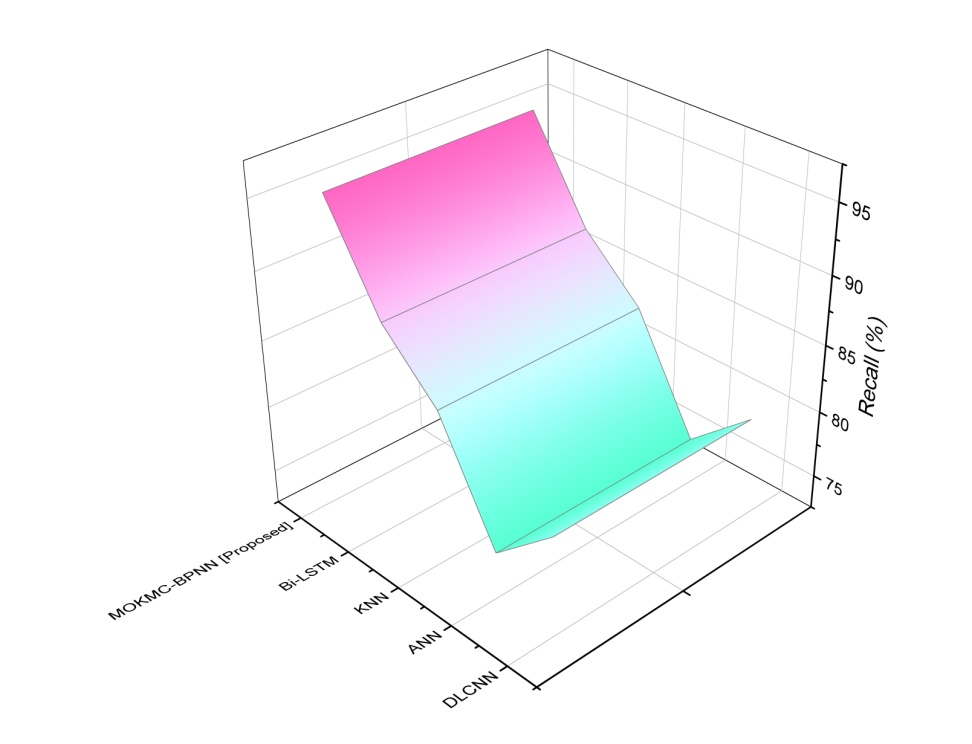 95
90
85
80
75
Recall (%)
MOKMC-BPNN [Proposed]
Bi-LSTM
KNN
ANN
DLCNN